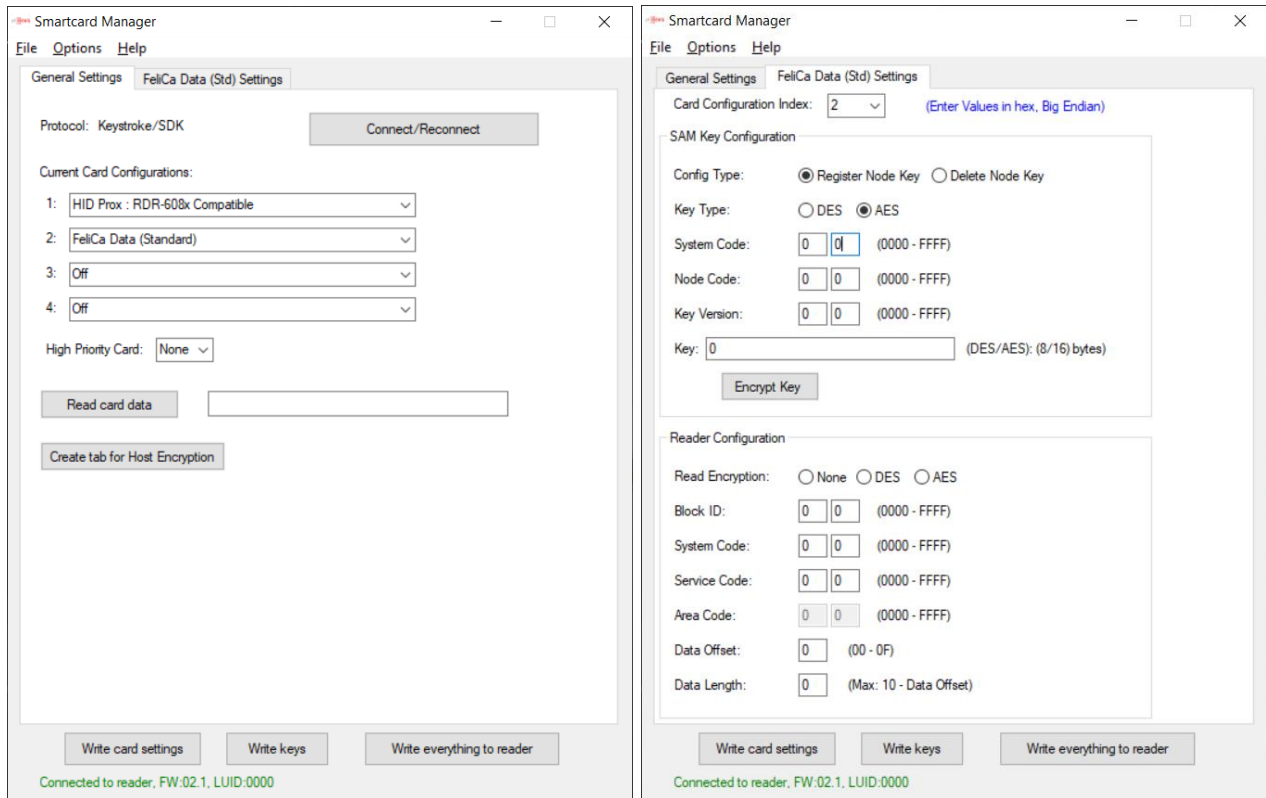 Smartcard Manager
File Options Help
General Settings FeliCa Data (Std) Settings
Protocol: Keystroke/SDK Connect/Reconnect
Current Card Configurations:
1: HID Prox : RDR-608x Compatible
2: FeliCa Data (Standard)
3: Off
4: Off
High Priority Card: None
Read card data
Create tab for Host Encryption
Write card settings Write keys Write everything to reader
Connected to reader, FW:02.1, LUID:0000
Smartcard Manager
File Options Help
General Settings FeliCa Data (Std) Settings
Card Configuration Index: 2 (Enter Values in hex, Big Endian)
SAM Key Configuration
Config Type: Register Node Key Delete Node Key
Key Type: DES AES
System Code: 0 0 (0000 - FFFF)
Node Code: 0 0 (0000 - FFFF)
Key Version: 0 0 (0000 - FFFF)
Key: 0 (DES/AES): (8/16) bytes)
Encrypt Key
Reader Configuration
Read Encryption: None DES AES
Block ID: 0 0 (0000 - FFFF)
System Code: 0 0 (0000 - FFFF)
Service Code: 0 0 (0000 - FFFF)
Area Code: 0 0 (0000 - FFFF)
Data Offset: 0 (00 - 0F)
Data Length: 0 (Max: 10 - Data Offset)
Write card settings Write keys Write everything to reader
Connected to reader, FW:02.1, LUID:0000